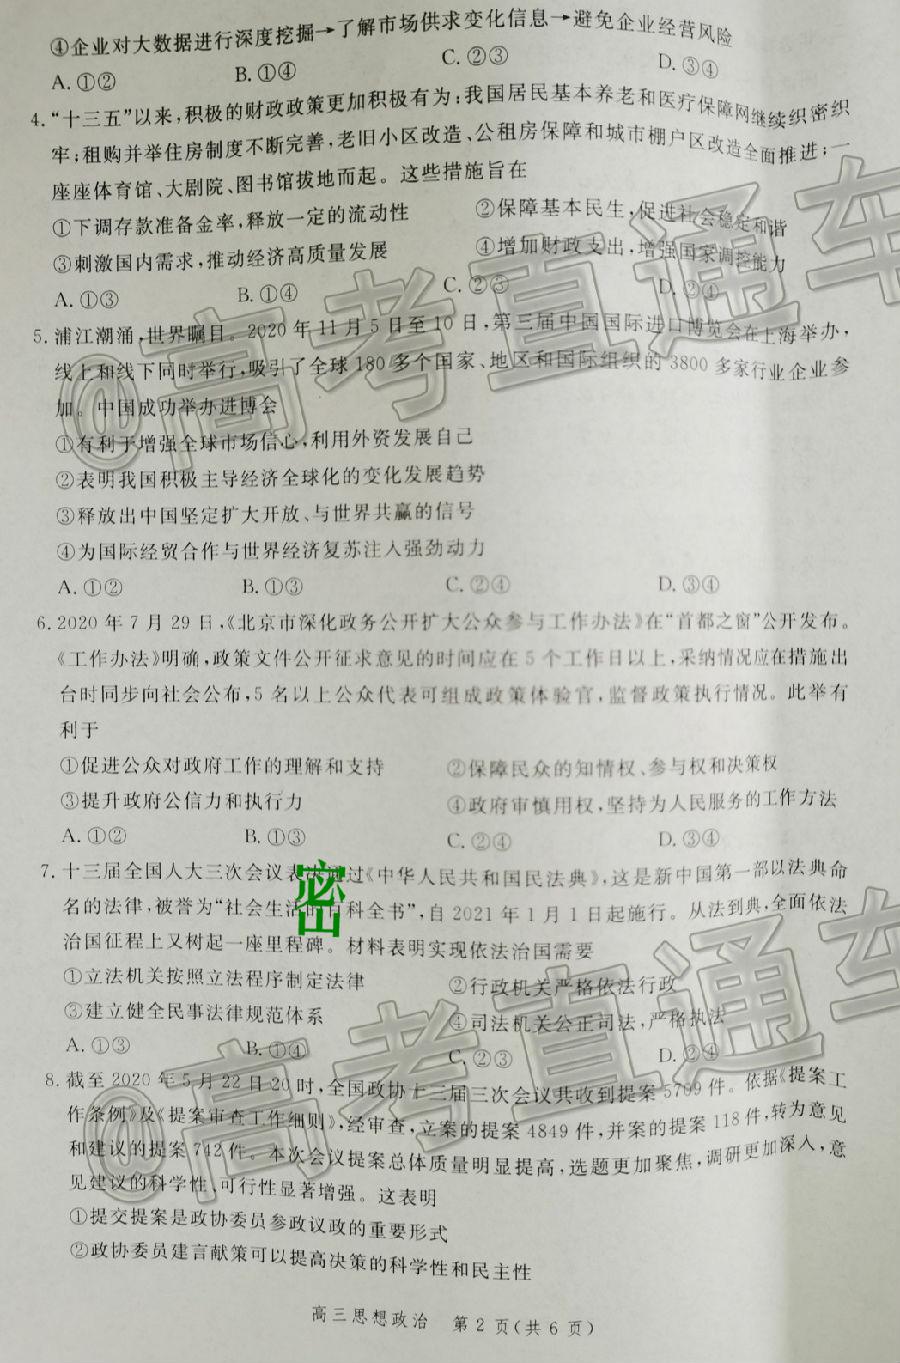 ④企业对大数据进行深度挖掘→了解市场供求变化信息→避免企业经营风险
A.①② B.①④ C.②③ D.③④
4.“十三五”以来,积极的财政政策更加积极有为:我国居民基本养老和医疗保障网继续织密织
牢;租购并举住房制度不断完善,老旧小区改造、公租房保障和城市棚户区改造全面推进;一
座座体育馆、大剧院、图书馆拔地而起。这些措施旨在
①下调存款准备金率,释放一定的流动性 ②保障基本民生,促进社会稳定和谐
③刺激国内需求,推动经济高质量发展 ④增加财政支出,增强国家调控能力
A.①③ B.①④ C.②③ D.②④
5.浦江潮涌,世界瞩目。2020年11月5日至10日,第三届中国国际进口博览会在上海举办,
线上和线下同时举行,吸引了全球180多个国家、地区和国际组织的3800多家行业企业参
加。中国成功举办进博会
①有利于增强全球市场信心,利用外资发展自己
②表明我国积极主导经济全球化的变化发展趋势
③释放出中国坚定扩大开放、与世界共赢的信号
④为国际经贸合作与世界经济复苏注入强劲动力
A.①② B.①③ C.②④ D.③④
6.2020年7月29日,《北京市深化政务公开扩大公众参与工作办法》在“首都之窗”公开发布。
《工作办法》明确,政策文件公开征求意见的时间应在5个工作日以上,采纳情况应在措施出
台时同步向社会公布,5名以上公众代表可组成政策体验官,监督政策执行情况。此举有
利于
①促进公众对政府工作的理解和支持 ②保障民众的知情权、参与权和决策权
③提升政府公信力和执行力 ④政府审慎用权,坚持为人民服务的工作方法
A.①② B.①③ C.②④ D.③④
7.十三届全国人大三次会议表决通过《中华人民共和国民法典》,这是新中国第一部以法典命
名的法律,被誉为“社会生活的百科全书”,自2021年1月1日起施行。从法到典,全面依法
治国征程上又树起一座里程碑。材料表明实现依法治国需要
①立法机关按照立法程序制定法律 ②行政机关严格依法行政
③建立健全民事法律规范体系 ④司法机关公正司法,严格执法
A.①③ B.①④ C.②③ D.②④
8.截至2020年5月22日20时,全国政协十三届三次会议共收到提案5709件。依据《提案工
作条例》及《提案审查工作细则》,经审查,立案的提案4849件,并案的提案118件,转为意见
和建议的提案742件。本次会议提案总体质量明显提高,选题更加聚焦,调研更加深入,意
见建议的科学性、可行性显著增强。这表明
①提交提案是政协委员参政议政的重要形式
②政协委员建言献策可以提高决策的科学性和民主性
高三思想政治 第2页(共6页)
密
@高考直通车
@高考直通车